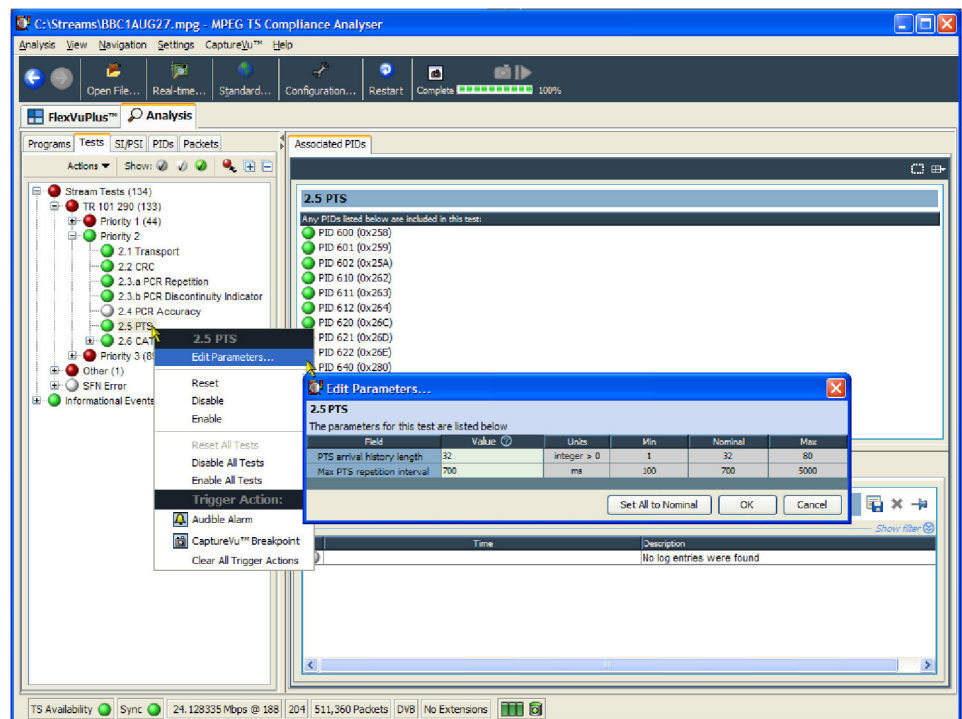 C:\Streams\BBC1AUG27.mpg - MPEG TS Compliance Analyser
Analysis View Navigation Settings CaptureVu™ Help
Open File... Real-time... Standard... Configuration... Restart Complete 100%
FlexVuPlus™ Analysis
Programs Tests SI/PSI PIDs Packets
Actions Show:
Stream Tests (134)
TR 101 290 (133)
Priority 1 (44)
Priority 2
2.1 Transport
2.2 CRC
2.3.a PCR Repetition
2.3.b PCR Discontinuity Indicator
2.4 PCR Accuracy
2.5 PTS
2.6 CAT
Priority 3 (8
Other (1)
SFN Error
Informational Events
2.5 PTS
Edit Parameters...
Reset
Disable
Enable
Reset All Tests
Disable All Tests
Enable All Tests
Trigger Action:
Audible Alarm
CaptureVu™ Breakpoint
Clear All Trigger Actions
Associated PIDs
2.5 PTS
Any PIDs listed below are included in this test:
PID 600 (0x258)
PID 601 (0x259)
PID 602 (0x25A)
PID 610 (0x262)
PID 611 (0x263)
PID 612 (0x264)
PID 620 (0x26C)
PID 621 (0x26D)
PID 622 (0x26E)
PID 640 (0x280)
Edit Parameters...
2.5 PTS
The parameters for this test are listed below
Field Value Units Min Nominal Max
PTS arrival history length 32 integer > 0 1 32 80
Max PTS repetition interval 700 ms 100 700 5000
Set All to Nominal OK Cancel
Show filter
Time Description
No log entries were found
TS Availability Sync 24.128335 Mbps @ 188 204 511,360 Packets DVB No Extensions